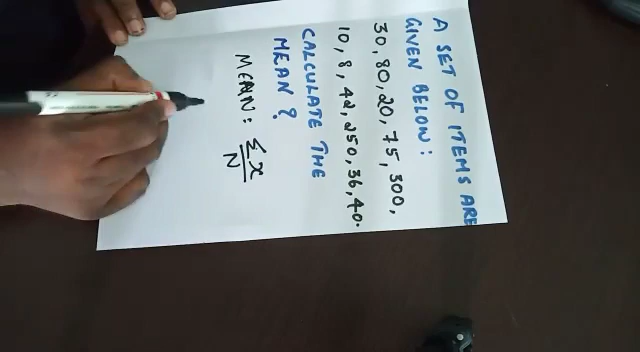 A SET OF ITEMS ARE
GIVEN BELOW:
30, 80, 20, 75, 300,
10, 8, 42, 250, 36, 40.
CALCULATE THE
MEAN?
MEAN: Σx/N